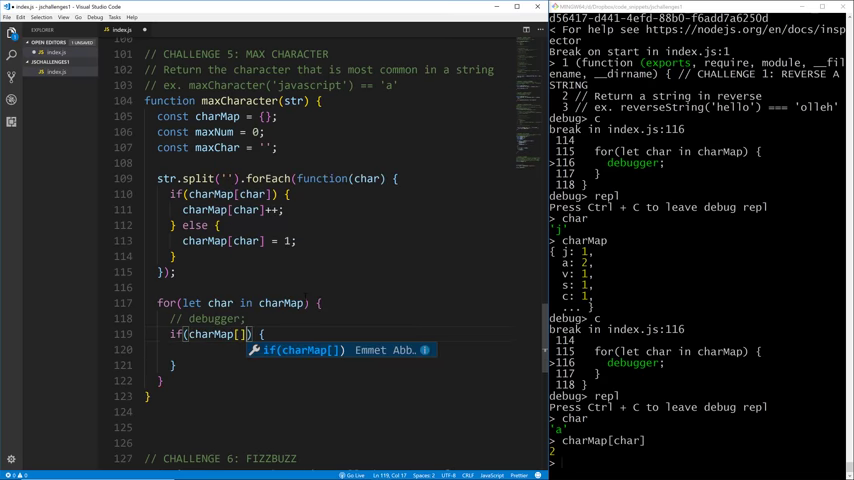 index.js - Visual Studio Code
File Edit Selection View Go Debug Tasks Help
EXPLORER
OPEN EDITORS 1 UNSAVED
index.js
JSCHALLENGES1
index.js
index.js
100
101 // CHALLENGE 5: MAX CHARACTER
102 // Return the character that is most common in a string
103 // ex. maxCharacter('javascript') == 'a'
104 function maxCharacter(str) {
105 const charMap = {};
106 const maxNum = 0;
107 const maxChar = '';
108
109 str.split('').forEach(function(char) {
110 if(charMap[char]) {
111 charMap[char]++;
112 } else {
113 charMap[char] = 1;
114 }
115 });
116
117 for(let char in charMap) {
118 // debugger;
119 if(charMap[]) {
if(charMap[]) Emmet Abb..
120
121 }
122 }
123 }
124
125
126
127 // CHALLENGE 6: FIZZBUZZ
0 0 Go Live Ln 119, Col 17 Spaces: 2 UTF-8 CRLF JavaScript Prettier
MINGW64:/d/Dropbox/code_snippets/jschallenges1
d56417-d441-4efd-88b0-f6add7a6250d
< For help see https://nodejs.org/en/docs/insp
ector
Break on start in index.js:1
> 1 (function (exports, require, module, __fil
ename, __dirname) { // CHALLENGE 1: REVERSE A
STRING
2 // Return a string in reverse
3 // ex. reverseString('hello') === 'olleh'
debug> c
break in index.js:116
114
115 for(let char in charMap) {
>116 debugger;
117 }
118 }
debug> repl
Press Ctrl + C to leave debug repl
> char
'j'
> charMap
{ j: 1,
a: 2,
v: 1,
s: 1,
c: 1,
... }
debug> c
break in index.js:116
114
115 for(let char in charMap) {
>116 debugger;
117 }
118 }
debug> repl
Press Ctrl + C to leave debug repl
> char
'a'
> charMap[char]
2
>